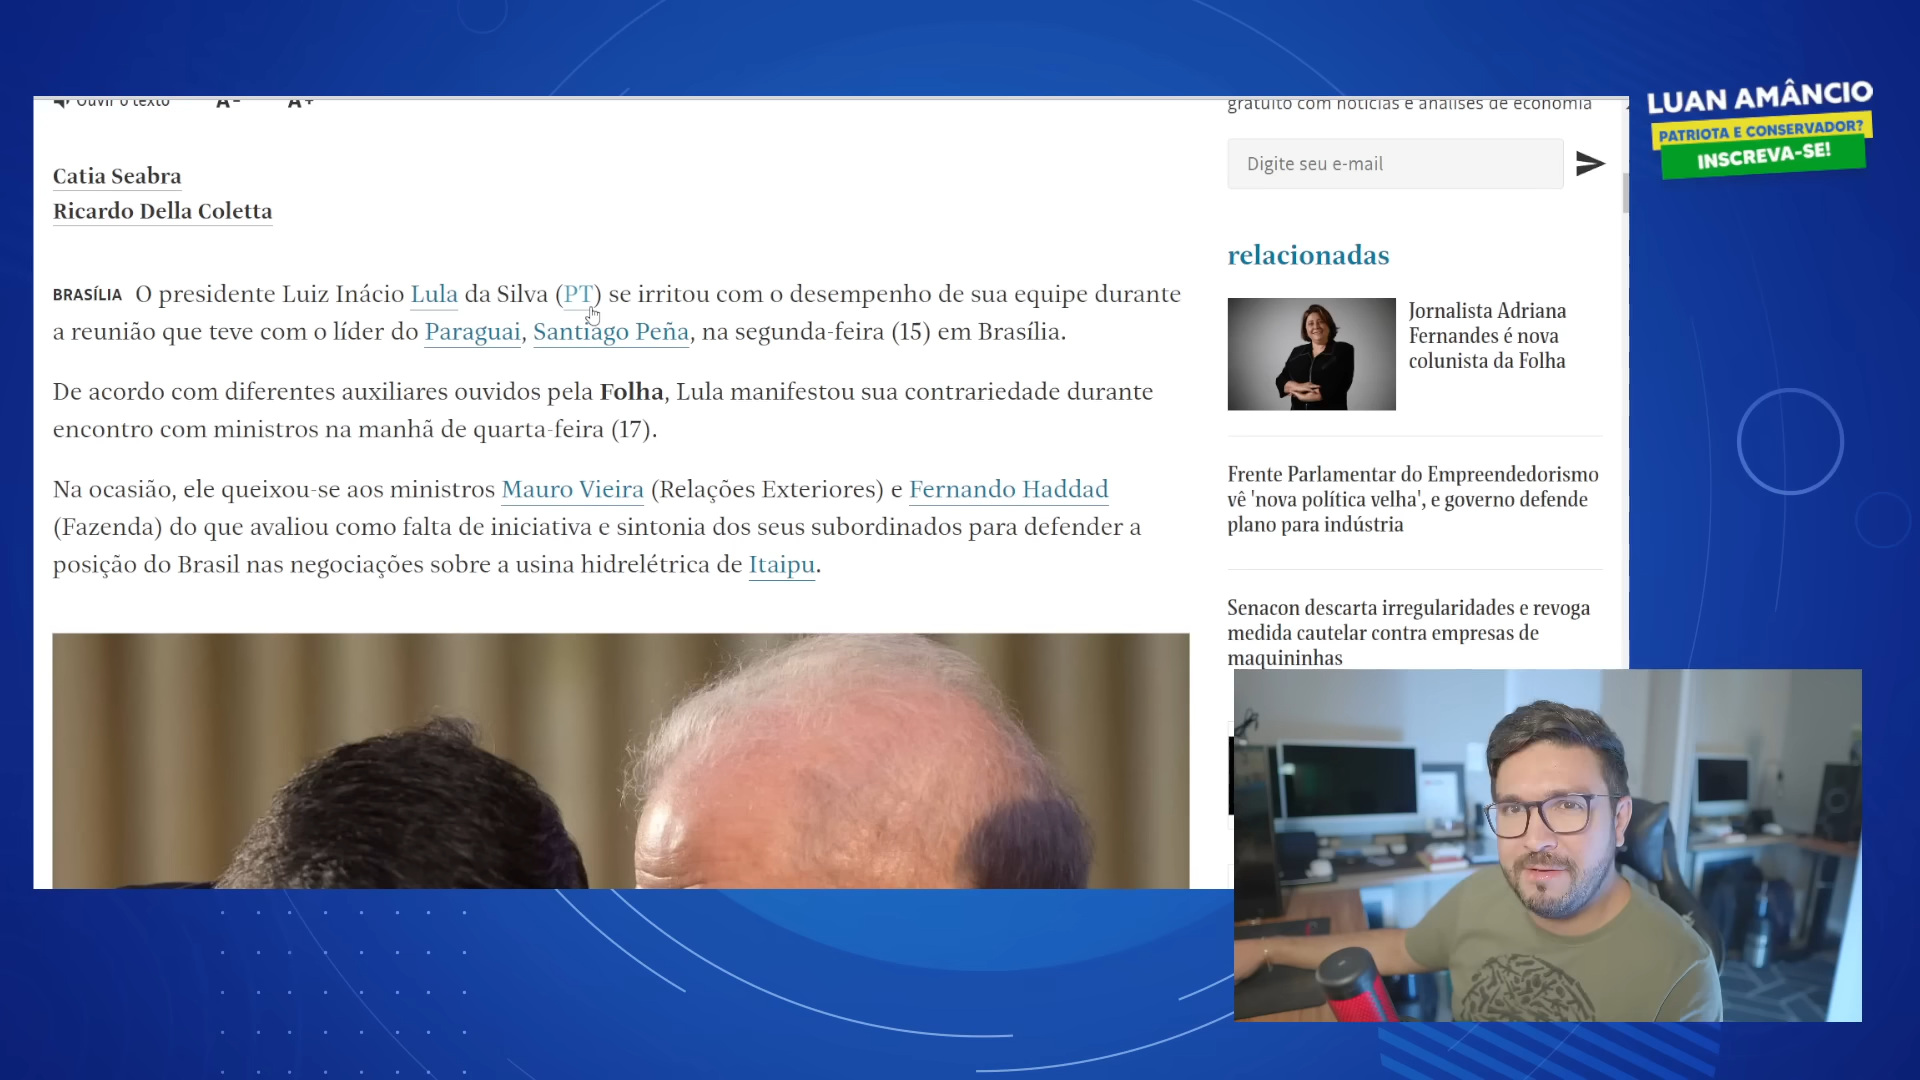 Ouvir o texto A- A+
Catia Seabra
Ricardo Della Coletta
BRASÍLIA O presidente Luiz Inácio Lula da Silva (PT) se irritou com o desempenho de sua equipe durante
a reunião que teve com o líder do Paraguai, Santiago Peña, na segunda-feira (15) em Brasília.
De acordo com diferentes auxiliares ouvidos pela Folha, Lula manifestou sua contrariedade durante
encontro com ministros na manhã de quarta-feira (17).
Na ocasião, ele queixou-se aos ministros Mauro Vieira (Relações Exteriores) e Fernando Haddad
(Fazenda) do que avaliou como falta de iniciativa e sintonia dos seus subordinados para defender a
posição do Brasil nas negociações sobre a usina hidrelétrica de Itaipu.
gratuito com notícias e análises de economia
Digite seu e-mail
relacionadas
Jornalista Adriana
Fernandes é nova
colunista da Folha
Frente Parlamentar do Empreendedorismo
vê 'nova política velha', e governo defende
plano para indústria
Senacon descarta irregularidades e revoga
medida cautelar contra empresas de
maquininhas
LUAN AMÂNCIO
PATRIOTA E CONSERVADOR?
INSCREVA-SE!